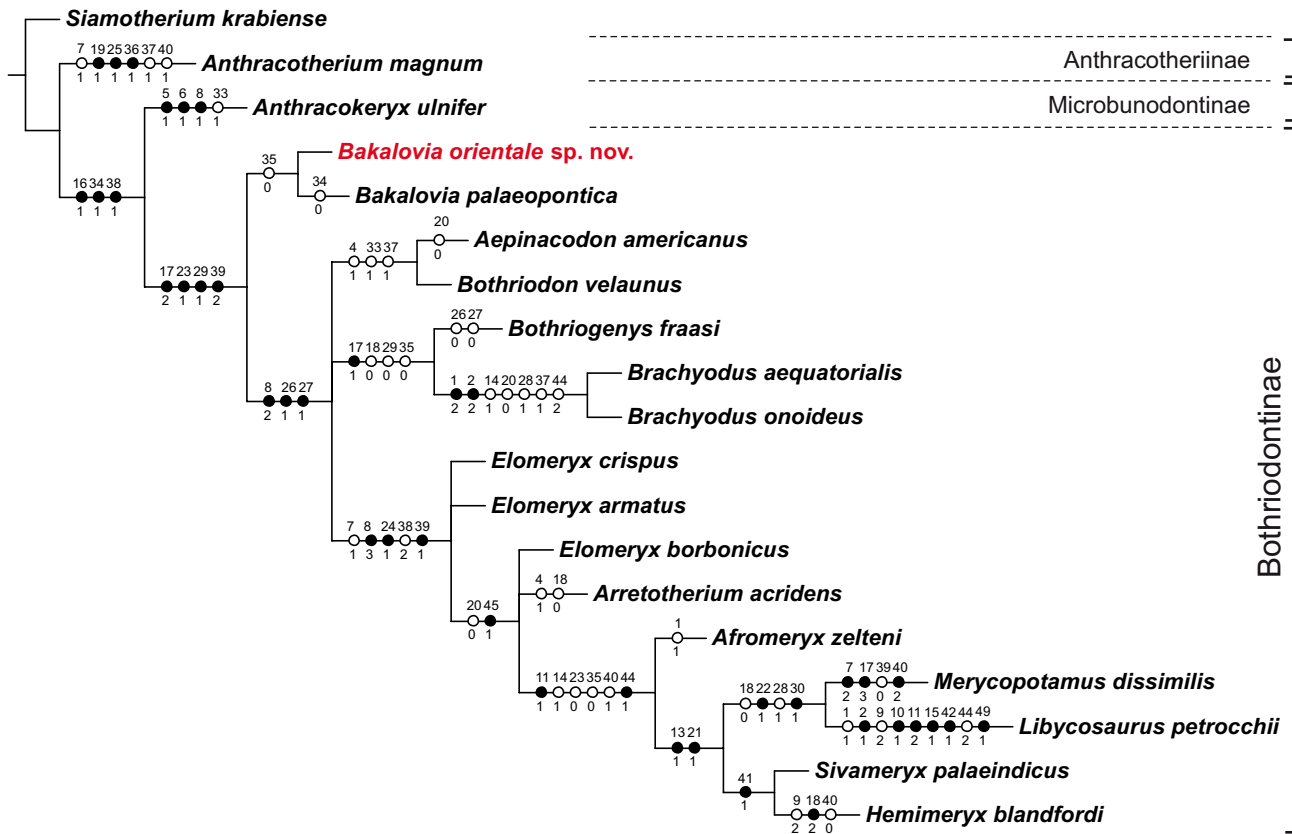 Siamotherium krabiense
7 19 25 36 37 40
Anthracotherium magnum
1 1 1 1 1 1
Anthracotheriinae
5 6 8 33
Anthracokeryx ulnifer
1 1 1 1
Microbunodontinae
35
Bakalovia orientale sp. nov.
0
16 34 38
1 1 1
34
Bakalovia palaeopontica
0
20
Aepinacodon americanus
0
4 33 37
1 1 1
17 23 29 39
2 1 1 2
Bothriodon velaunus
26 27
Bothriogenys fraasi
0 0
17 18 29 35
1 0 0 0
Brachyodus aequatorialis
1 2 14 20 28 37 44
2 2 1 0 1 1 2
8 26 27
2 1 1
Brachyodus onoideus
Elomeryx crispus
Elomeryx armatus
7 8 24 38 39
1 3 1 2 1
Elomeryx borbonicus
4 18
Arretotherium acridens
1 0
20 45
0 1
1
Afromeryx zelteni
1
7 17 39 40
Merycopotamus dissimilis
2 3 0 2
11 14 23 35 40 44
1 1 0 0 1 1
18 22 28 30
0 1 1 1
1 2 9 10 11 15 42 44 49
Libycosaurus petrocchii
1 1 2 1 2 1 1 2 1
13 21
1 1
Sivameryx palaeindicus
41
1
9 18 40
Hemimeryx blandfordi
2 2 0
Bothriodontinae